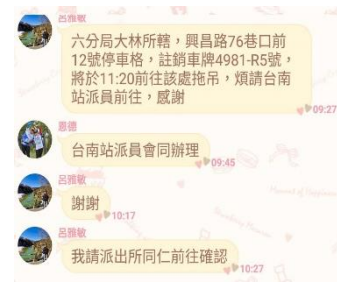 呂雅敏
六分局大林所轄，興昌路76巷口前
12號停車格，註銷車牌4981-R5號，
將於11:20前往該處拖吊，煩請台南
站派員前往，感謝
09:27
恩德
台南站派員會同辦理
09:45
呂雅敏
謝謝
10:17
呂雅敏
我請派出所同仁前往確認
10:27